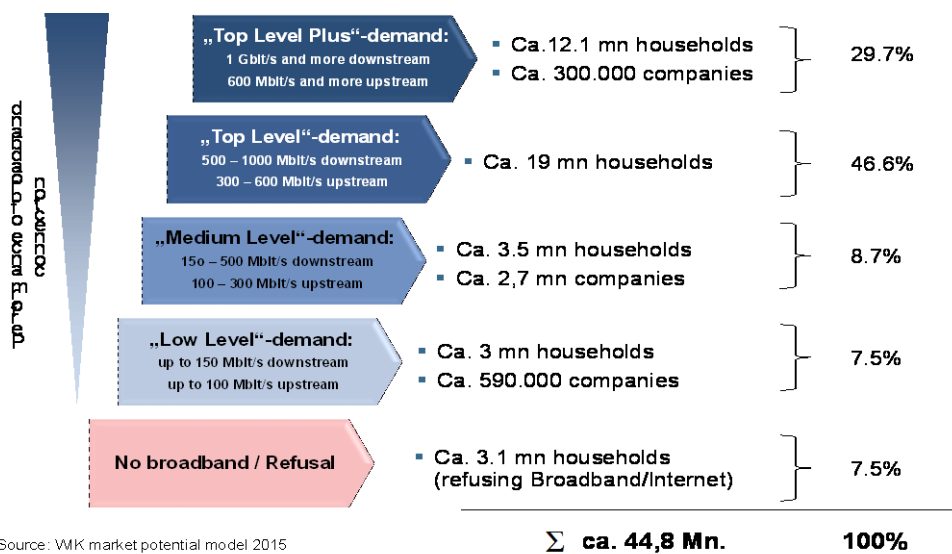 „Top Level Plus“-demand:
1 Gbit/s and more downstream
600 Mbit/s and more upstream
Ca.12.1 mn households
Ca. 300.000 companies
29.7%
„Top Level“-demand:
500 – 1000 Mbit/s downstream
300 – 600 Mbit/s upstream
Ca. 19 mn households
46.6%
„Medium Level“-demand:
15o – 500 Mbit/s downstream
100 – 300 Mbit/s upstream
Ca. 3.5 mn households
Ca. 2,7 mn companies
8.7%
„Low Level“-demand:
up to 150 Mbit/s downstream
up to 100 Mbit/s upstream
Ca. 3 mn households
Ca. 590.000 companies
7.5%
No broadband / Refusal
Ca. 3.1 mn households
(refusing Broadband/Internet)
7.5%
Σ ca. 44,8 Mn. 100%
Source: WIK market potential model 2015